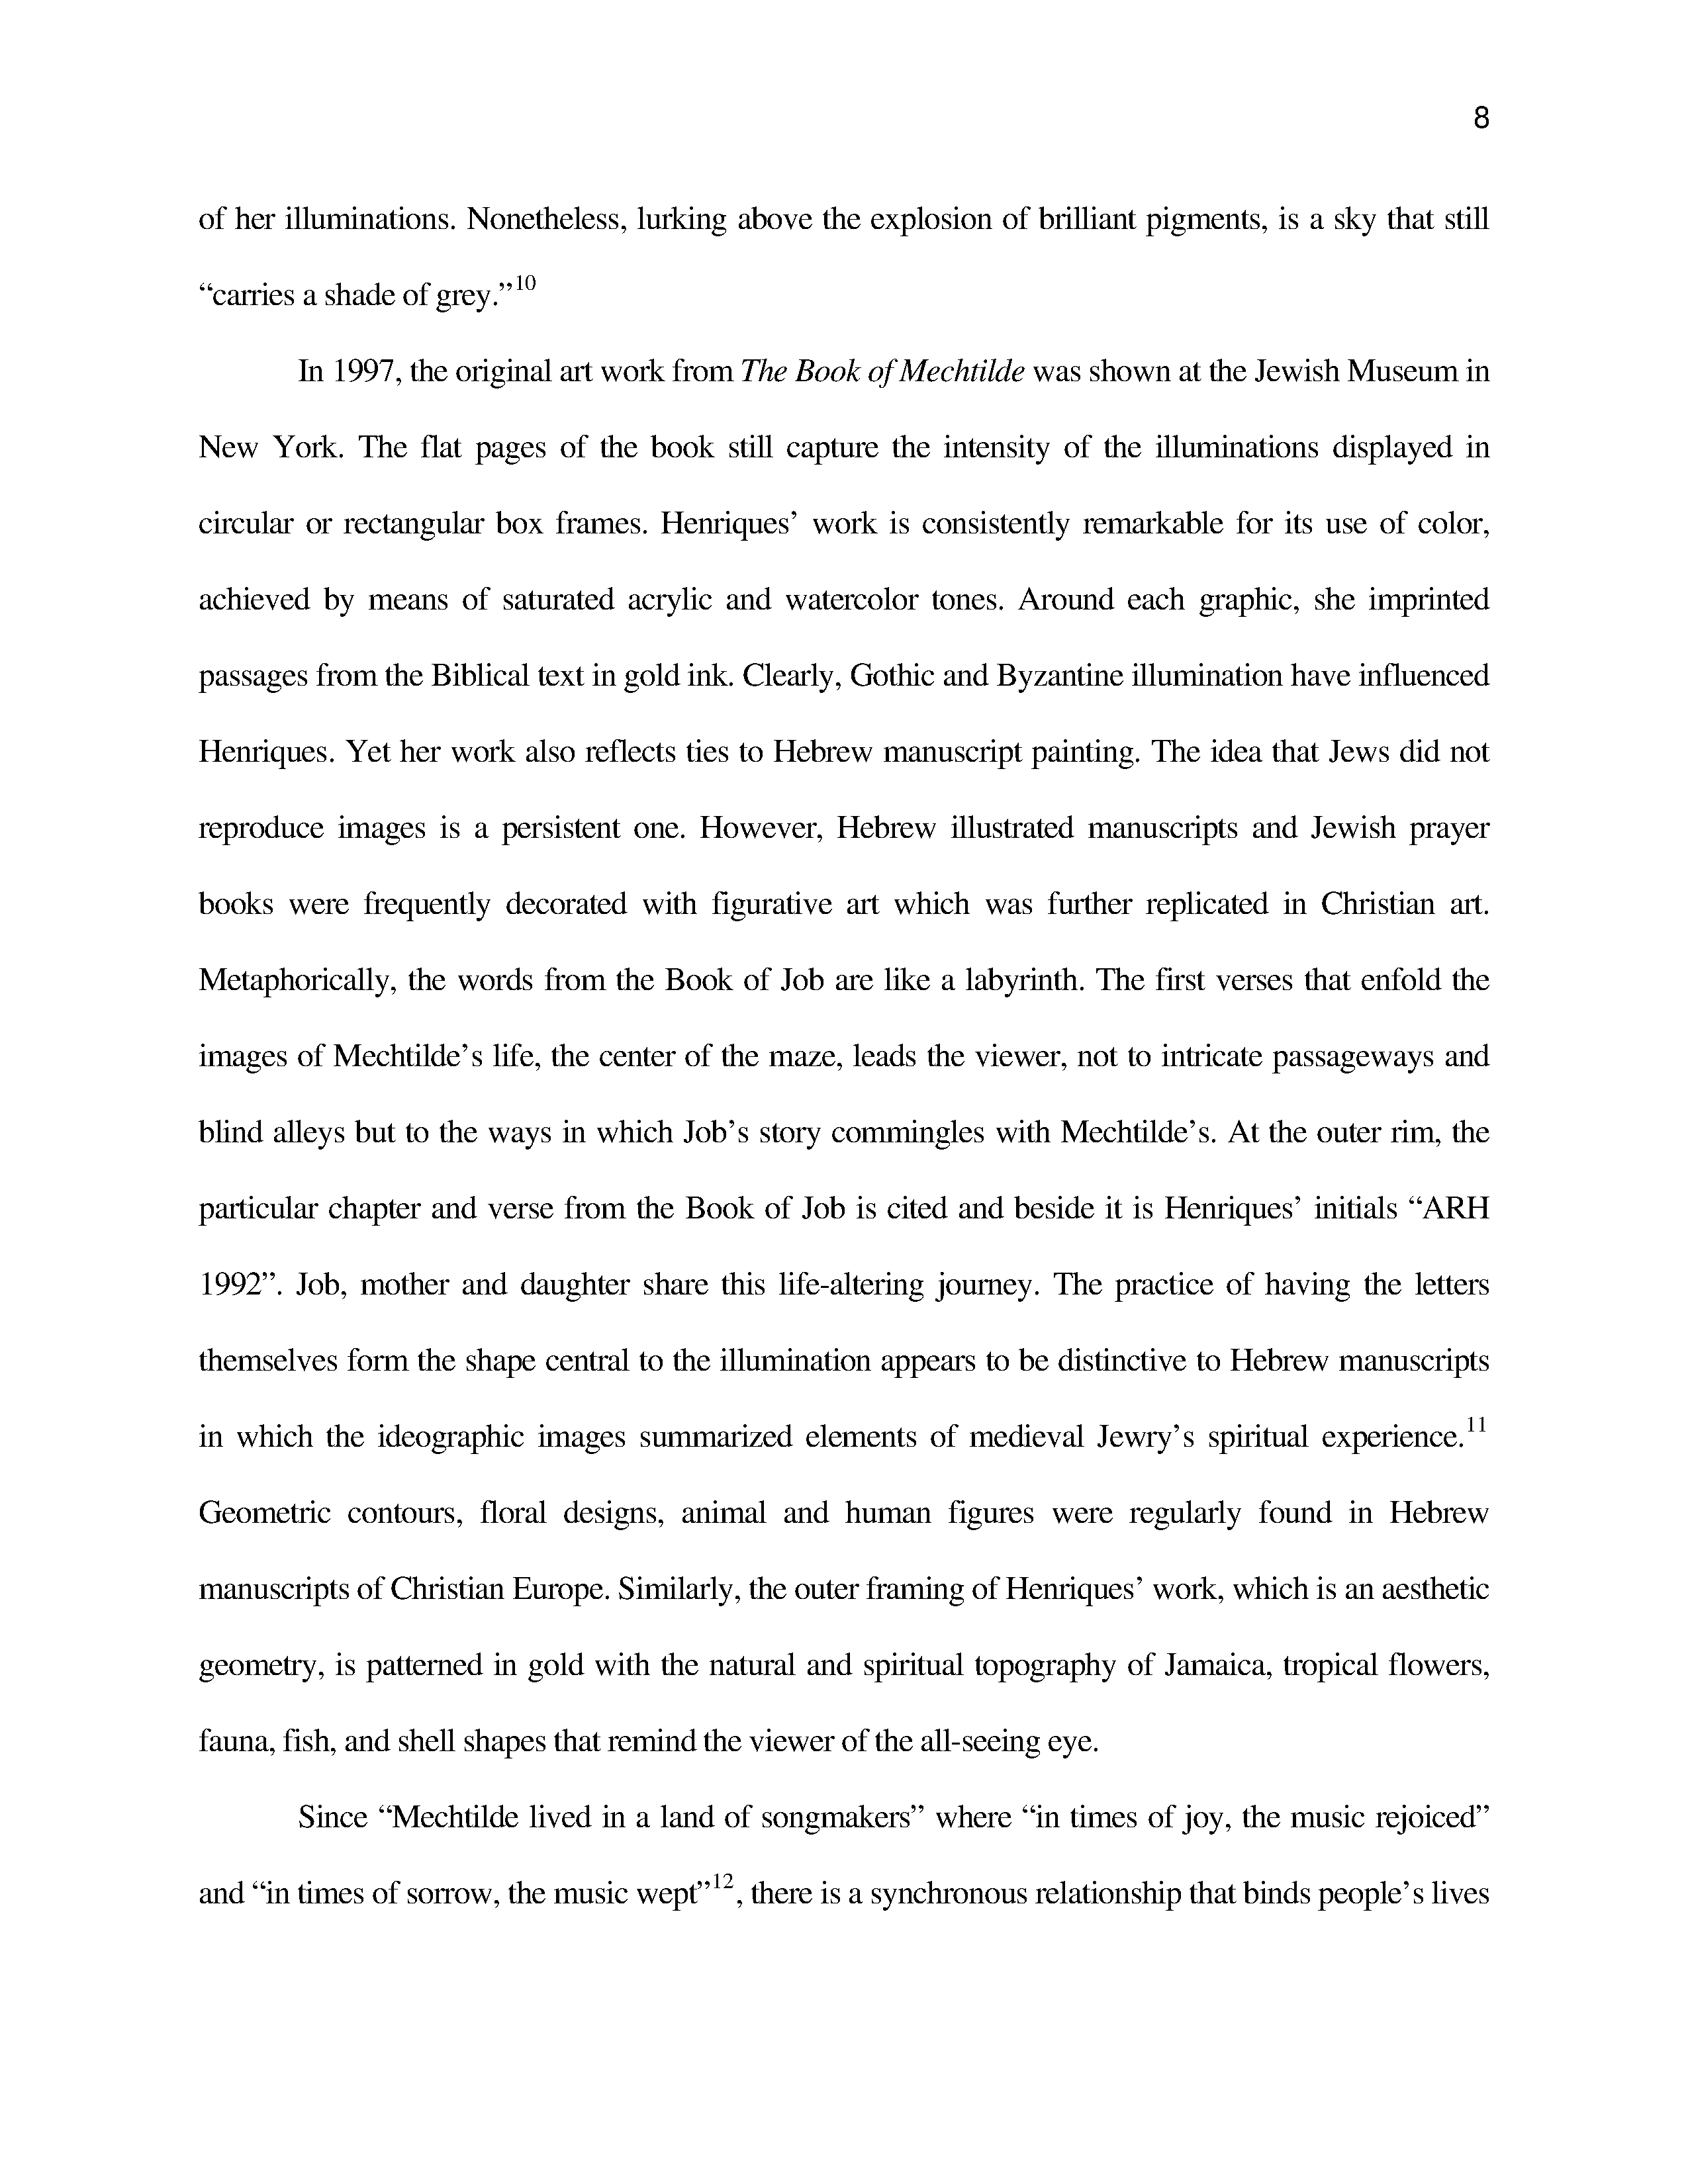 8
of her illuminations. Nonetheless, lurking above the explosion of brilliant pigments, is a sky that still
“carries a shade of grey.”10
In 1997, the original art work from The Book of Mechtilde was shown at the Jewish Museum in
New York. The flat pages of the book still capture the intensity of the illuminations displayed in
circular or rectangular box frames. Henriques’ work is consistently remarkable for its use of color,
achieved by means of saturated acrylic and watercolor tones. Around each graphic, she imprinted
passages from the Biblical text in gold ink. Clearly, Gothic and Byzantine illumination have influenced
Henriques. Yet her work also reflects ties to Hebrew manuscript painting. The idea that Jews did not
reproduce images is a persistent one. However, Hebrew illustrated manuscripts and Jewish prayer
books were frequently decorated with figurative art which was further replicated in Christian art.
Metaphorically, the words from the Book of Job are like a labyrinth. The first verses that enfold the
images of Mechtilde’s life, the center of the maze, leads the viewer, not to intricate passageways and
blind alleys but to the ways in which Job’s story commingles with Mechtilde’s. At the outer rim, the
particular chapter and verse from the Book of Job is cited and beside it is Henriques’ initials “ARH
1992”. Job, mother and daughter share this life-altering journey. The practice of having the letters
themselves form the shape central to the illumination appears to be distinctive to Hebrew manuscripts
in which the ideographic images summarized elements of medieval Jewry’s spiritual experience.11
Geometric contours, floral designs, animal and human figures were regularly found in Hebrew
manuscripts of Christian Europe. Similarly, the outer framing of Henriques’ work, which is an aesthetic
geometry, is patterned in gold with the natural and spiritual topography of Jamaica, tropical flowers,
fauna, fish, and shell shapes that remind the viewer of the all-seeing eye.
Since “Mechtilde lived in a land of songmakers” where “in times of joy, the music rejoiced”
and “in times of sorrow, the music wept”12, there is a synchronous relationship that binds people’s lives